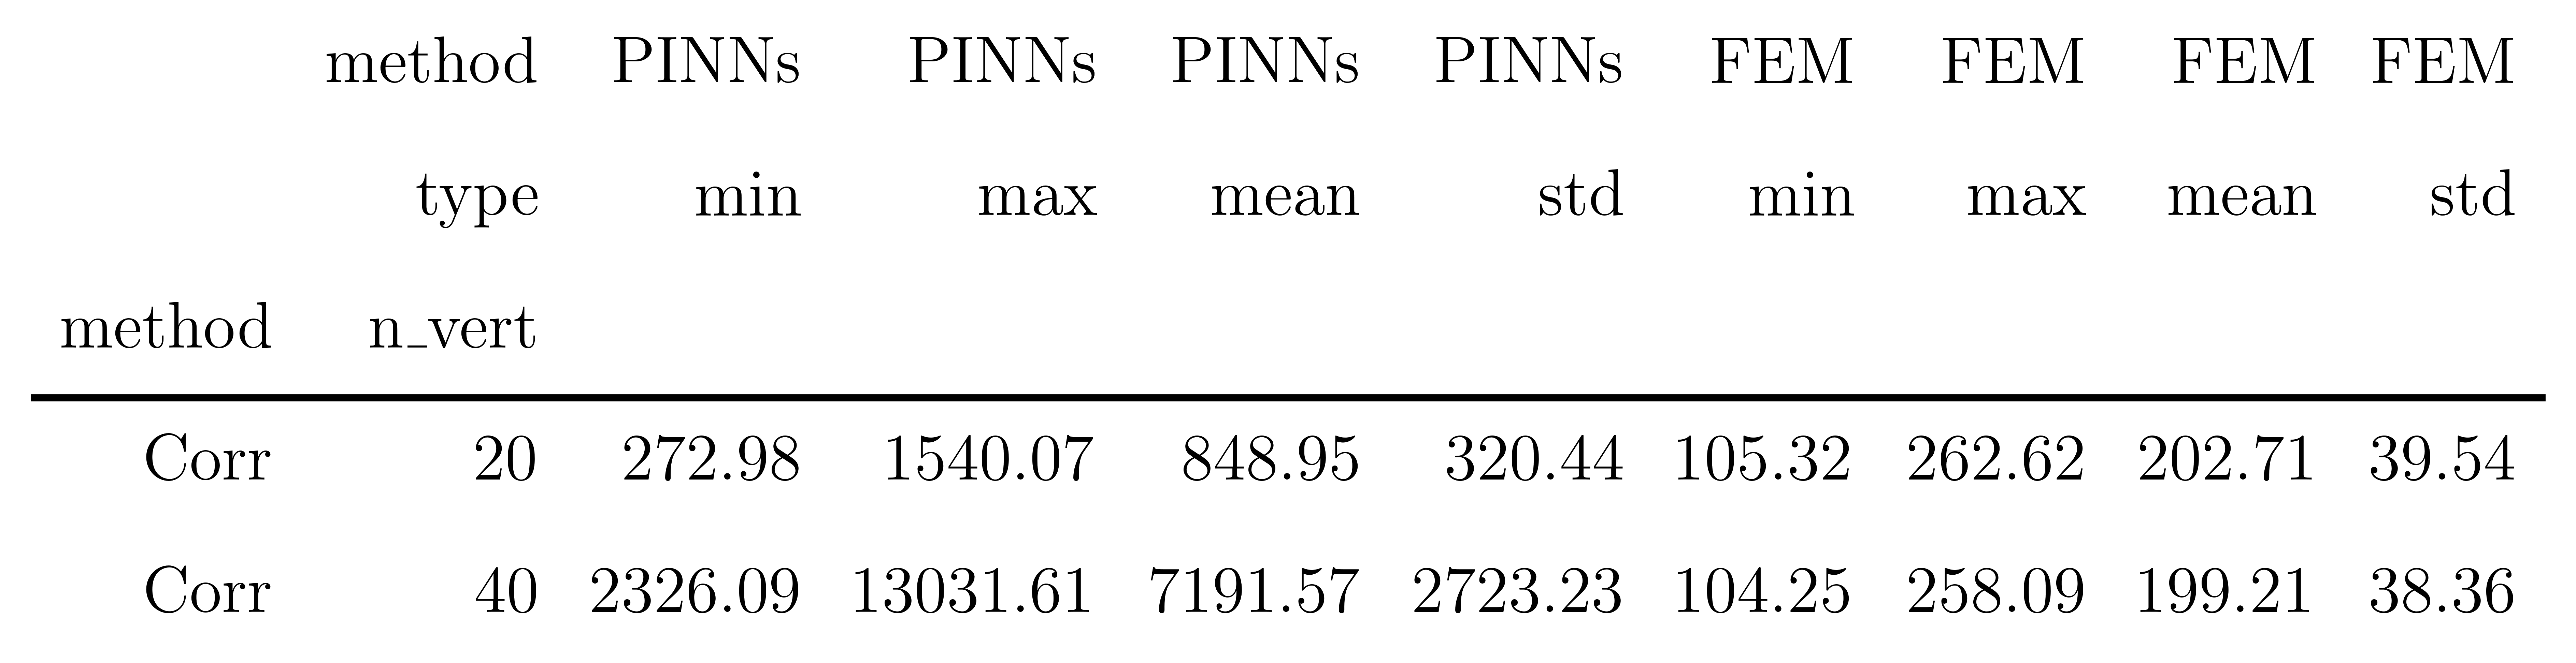 method PINNs PINNs PINNs PINNs FEM FEM FEM FEM
type min max mean std min max mean std
method n_vert
Corr 20 272.98 1540.07 848.95 320.44 105.32 262.62 202.71 39.54
Corr 40 2326.09 13031.61 7191.57 2723.23 104.25 258.09 199.21 38.36